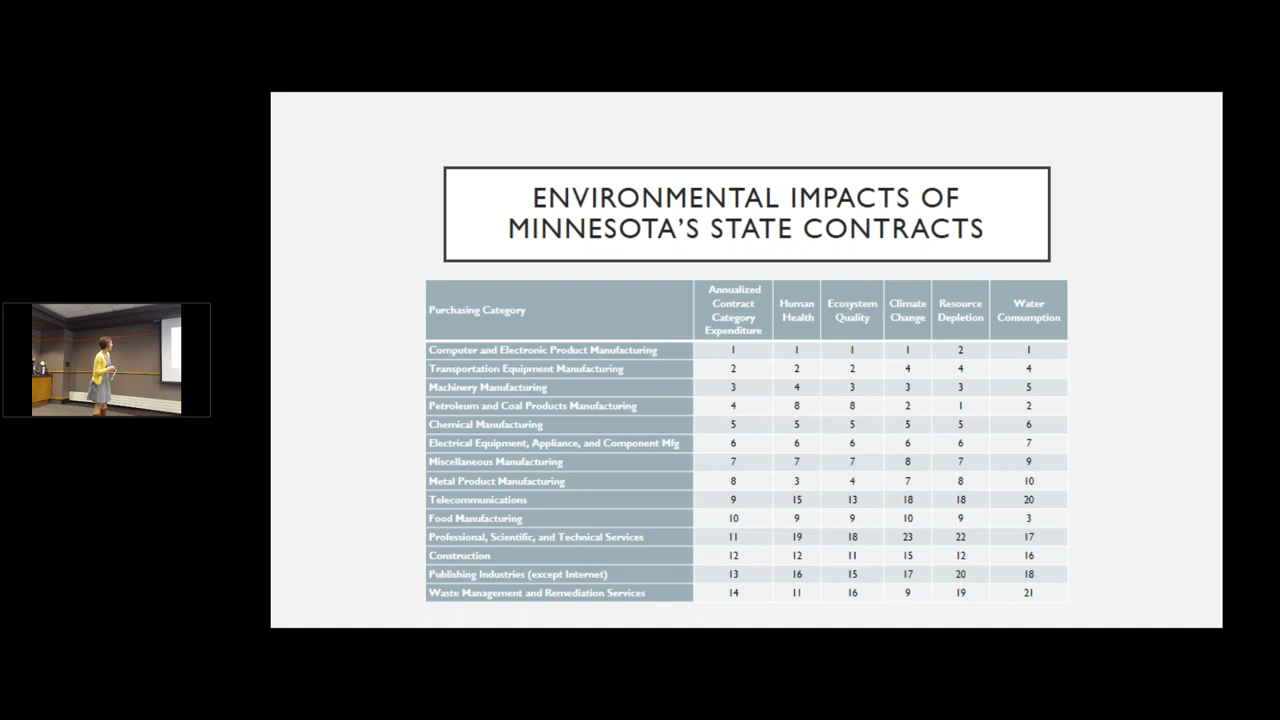 ENVIRONMENTAL IMPACTS OF
MINNESOTA'S STATE CONTRACTS
Purchasing Category | Annualized Contract Category Expenditure | Human Health | Ecosystem Quality | Climate Change | Resource Depletion | Water Consumption
Computer and Electronic Product Manufacturing 1 1 1 1 2 1
Transportation Equipment Manufacturing 2 2 2 4 4 4
Machinery Manufacturing 3 4 3 3 3 5
Petroleum and Coal Products Manufacturing 4 8 8 2 1 2
Chemical Manufacturing 5 5 5 5 5 6
Electrical Equipment, Appliance, and Component Mfg 6 6 6 6 6 7
Miscellaneous Manufacturing 7 7 7 8 7 9
Metal Product Manufacturing 8 3 4 7 8 10
Telecommunications 9 15 13 18 18 20
Food Manufacturing 10 9 9 10 9 3
Professional, Scientific, and Technical Services 11 19 18 23 22 17
Construction 12 12 11 15 12 16
Publishing Industries (except Internet) 13 16 15 17 20 18
Waste Management and Remediation Services 14 11 16 9 19 21